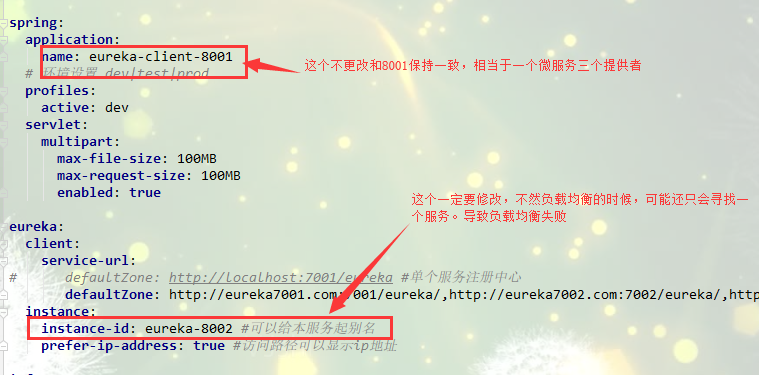 spring:
application:
name: eureka-client-8001
# 环境设置 dev|test|prod
这个不更改和8001保持一致，相当于一个微服务三个提供者
profiles:
active: dev
servlet:
multipart:
max-file-size: 100MB
max-request-size: 100MB
enabled: true
这个一定要修改，不然负载均衡的时候，可能还只会寻找一
个服务。导致负载均衡失败
eureka:
client:
service-url:
# defaultZone: http://localhost:7001/eureka #单个服务注册中心
defaultZone: http://eureka7001.com:7001/eureka/,http://eureka7002.com:7002/eureka/,http
instance:
instance-id: eureka-8002 #可以给本服务起别名
prefer-ip-address: true #访问路径可以显示ip地址